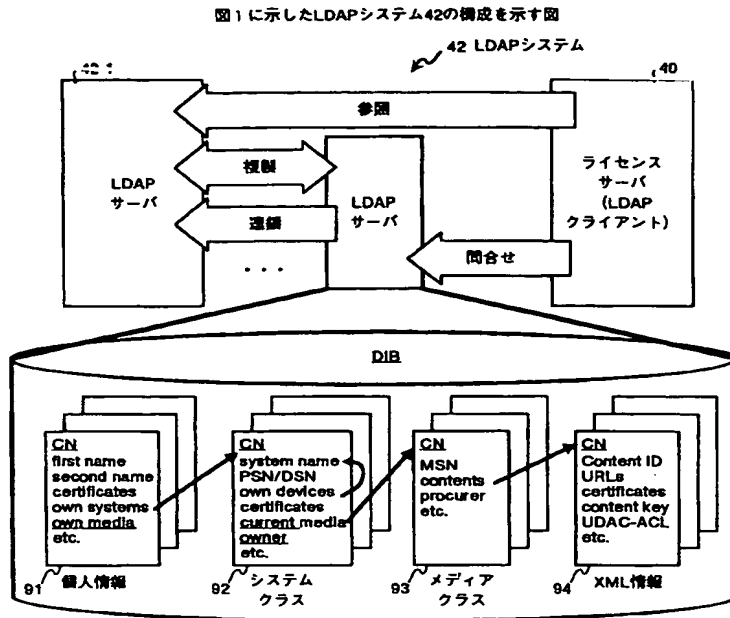 図1に示したLDAPシステム42の構成を示す図
42 LDAPシステム
42-1
40
参照
複製
連鎖
・・・
問合せ
LDAP
サーバ
LDAP
サーバ
ライセンス
サーバ
(LDAP
クライアント)
DIB
CN
first name
second name
certificates
own systems
own media
etc.
91 個人情報
CN
system name
PSN/DSN
own devices
certificates
current media
owner
etc.
92 システム
クラス
CN
MSN
contents
procurer
etc.
93 メディア
クラス
CN
Content ID
URLs
certificates
content key
UDAC-ACL
etc.
94 XML情報